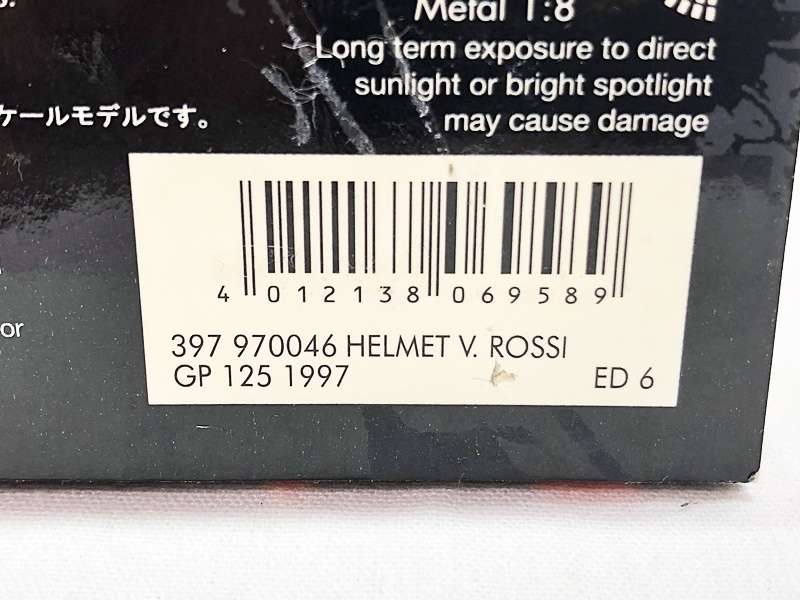 Metal 1:8
Long term exposure to direct
sunlight or bright spotlight
may cause damage
ケールモデルです。
4 012138 069589
397 970046 HELMET V. ROSSI
GP 125 1997 ED 6
or